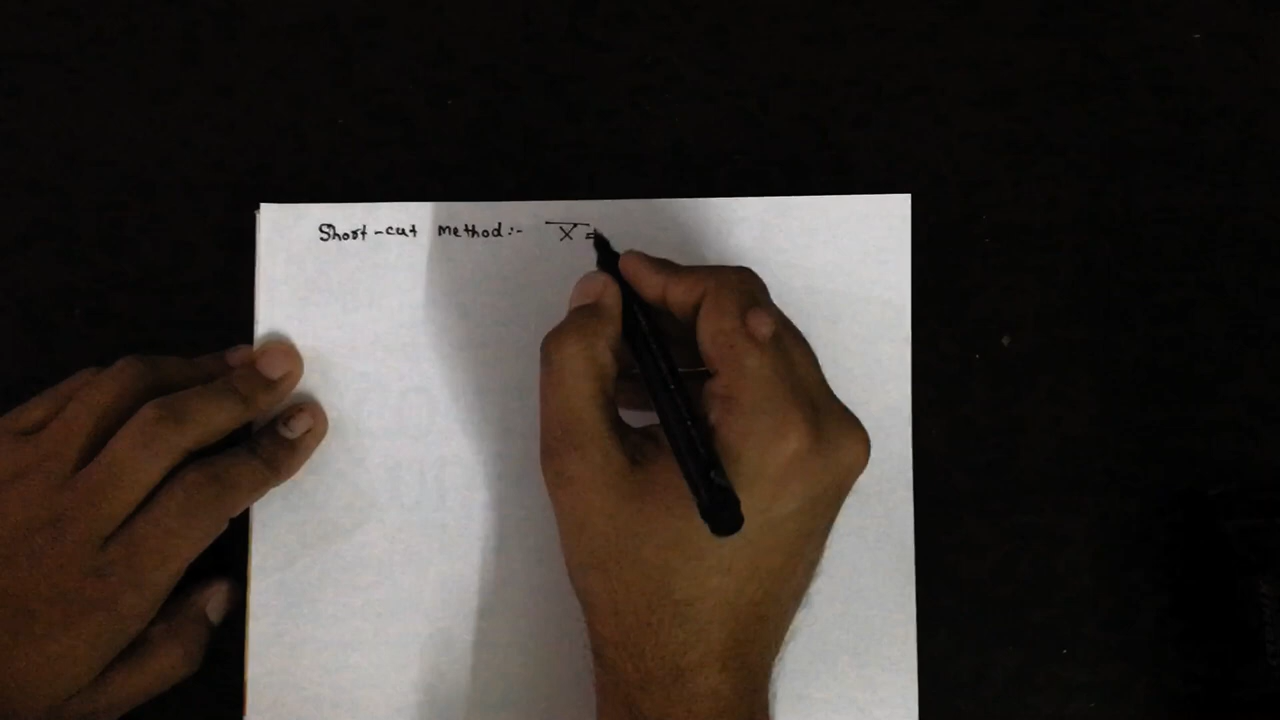 Short-cut method:- X̅ =